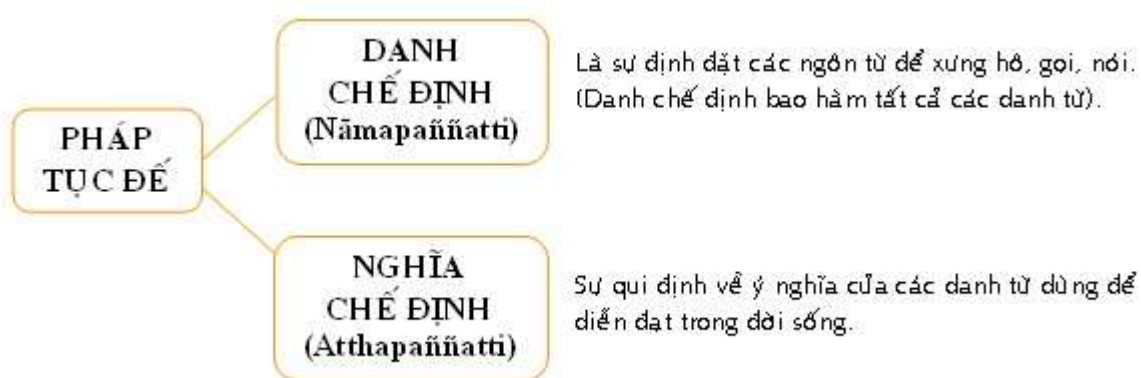 PHÁP
TỤC ĐẾ
DANH
CHẾ ĐỊNH
(Nāmapaññatti)
Là sự định đặt các ngôn từ để xưng hô, gọi, nói.
(Danh chế định bao hàm tất cả các danh từ).
NGHĨA
CHẾ ĐỊNH
(Atthapaññatti)
Sự qui định về ý nghĩa của các danh từ dùng để
diễn đạt trong đời sống.